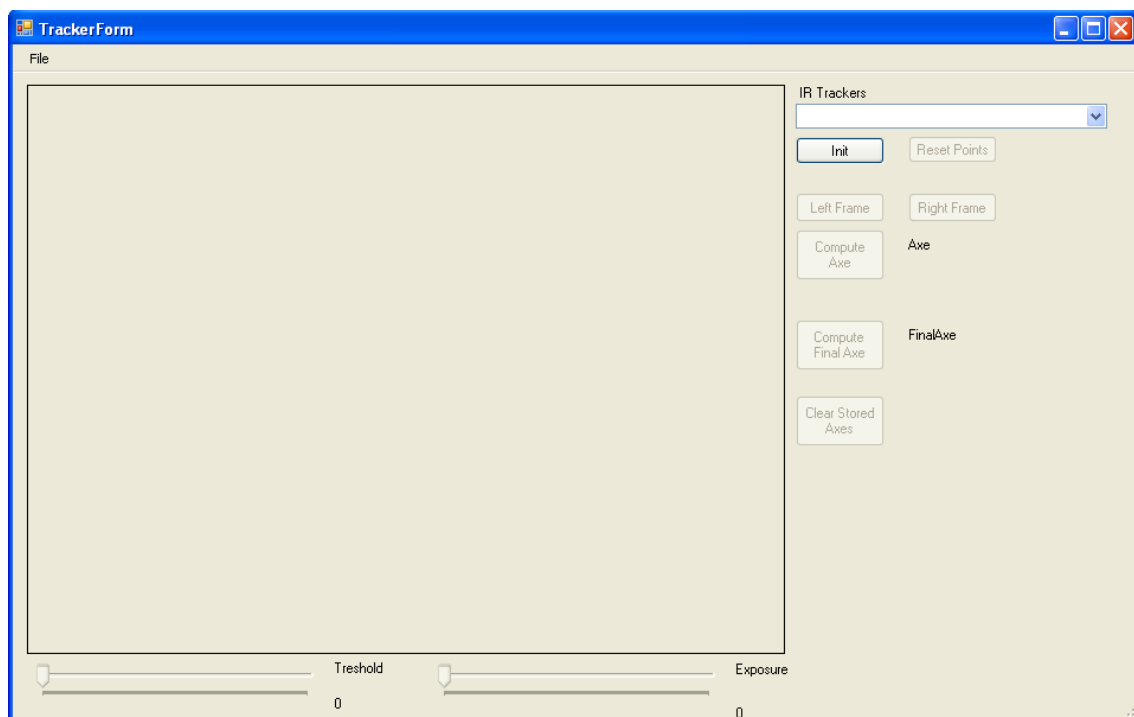 TrackerForm
File
IR Trackers
Init
Reset Points
Left Frame
Right Frame
Compute
Axe
Axe
Compute
Final Axe
FinalAxe
Clear Stored
Axes
Treshold
0
Exposure
0